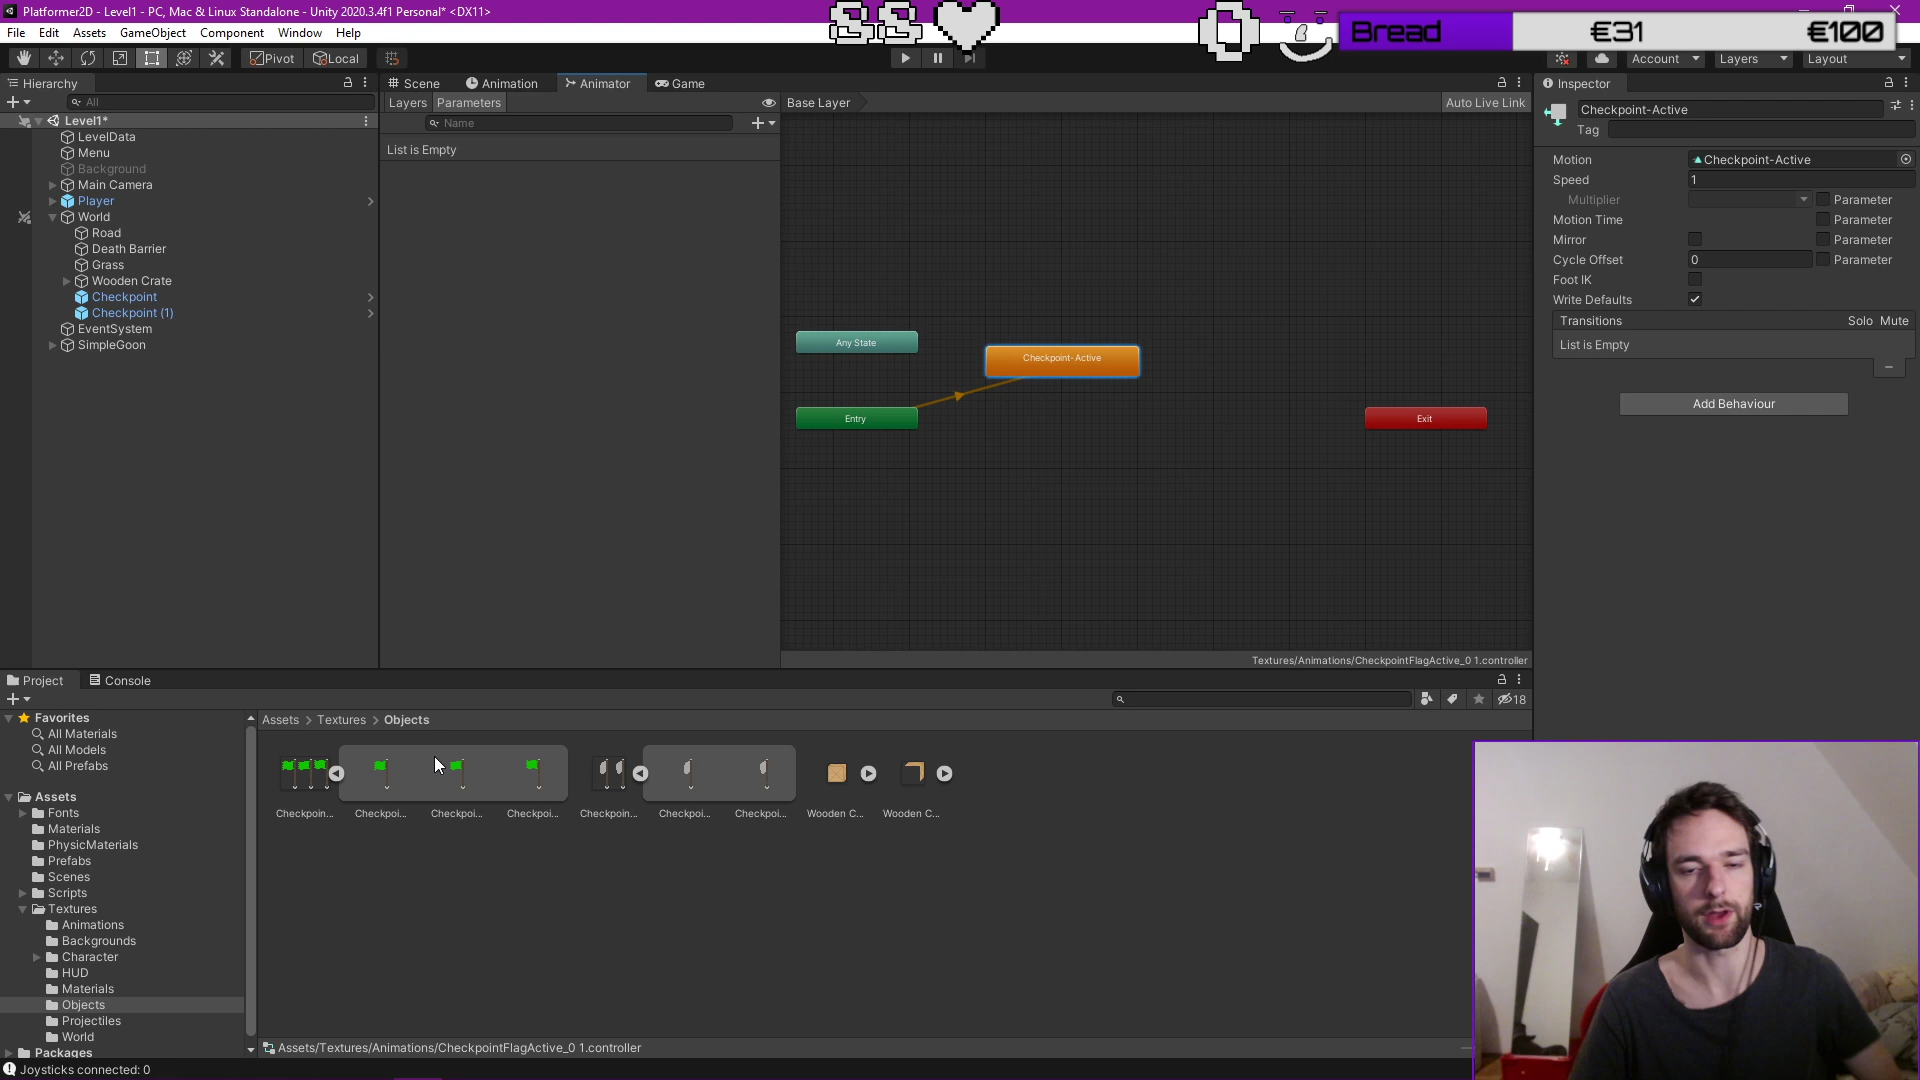 Platformer2D - Level1 - PC, Mac & Linux Standalone - Unity 2020.3.4f1 Personal* <DX11>
File Edit Assets GameObject Component Window Help
Bread €31 €100
Pivot Local
Account Layers Layout
Hierarchy
All
Level1*
LevelData
Menu
Background
Main Camera
Player
World
Road
Death Barrier
Grass
Wooden Crate
Checkpoint
Checkpoint (1)
EventSystem
SimpleGoon
Scene Animation Animator Game
Layers Parameters
Name
List is Empty
Base Layer
Auto Live Link
Any State
Checkpoint-Active
Entry
Exit
Textures/Animations/CheckpointFlagActive_0 1.controller
Inspector
Checkpoint-Active
Tag
Motion Checkpoint-Active
Speed 1
Multiplier Parameter
Motion Time Parameter
Mirror Parameter
Cycle Offset 0 Parameter
Foot IK
Write Defaults
Transitions Solo Mute
List is Empty
Add Behaviour
Project Console
18
Favorites
All Materials
All Models
All Prefabs
Assets
Fonts
Materials
PhysicMaterials
Prefabs
Scenes
Scripts
Textures
Animations
Backgrounds
Character
HUD
Materials
Objects
Projectiles
World
Packages
Assets > Textures > Objects
Checkpoin... Checkpoi... Checkpoi... Checkpoi... Checkpoin... Checkpoi... Checkpoi... Wooden C... Wooden C...
Assets/Textures/Animations/CheckpointFlagActive_0 1.controller
Joysticks connected: 0